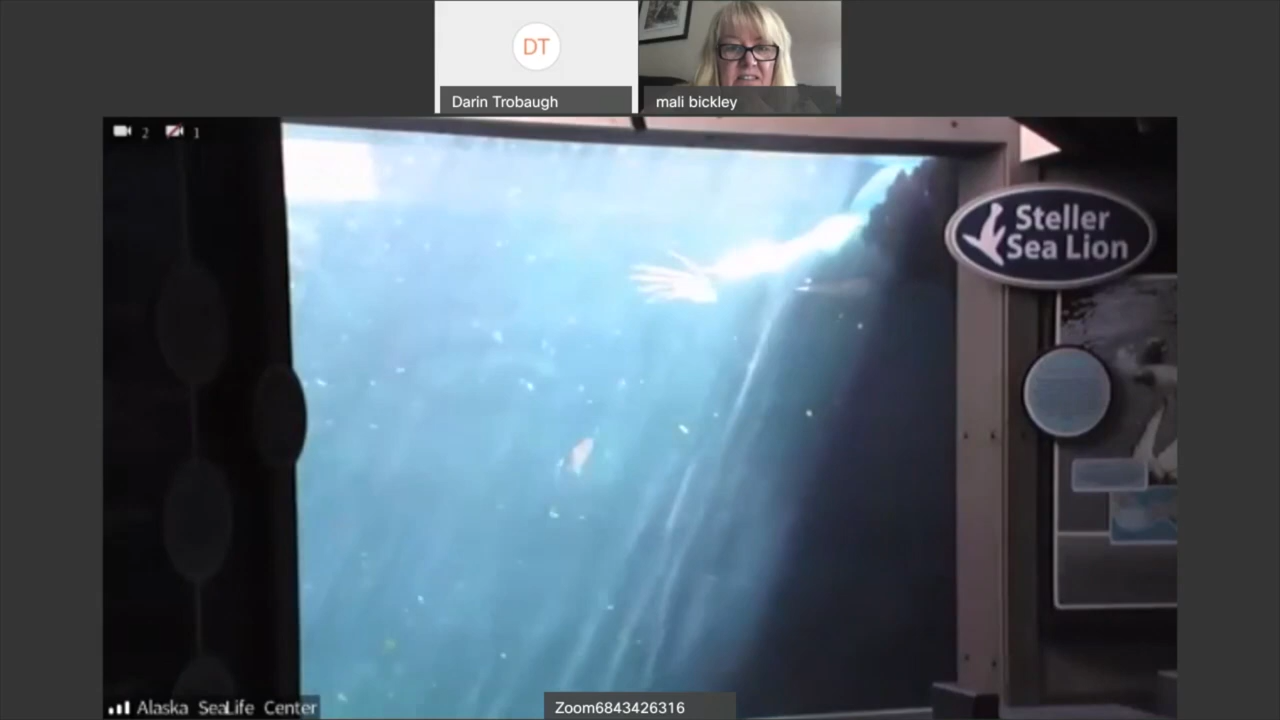 DT
Darin Trobaugh
mali bickley
2 1
Steller
Sea Lion
Alaska SeaLife Center
Zoom6843426316